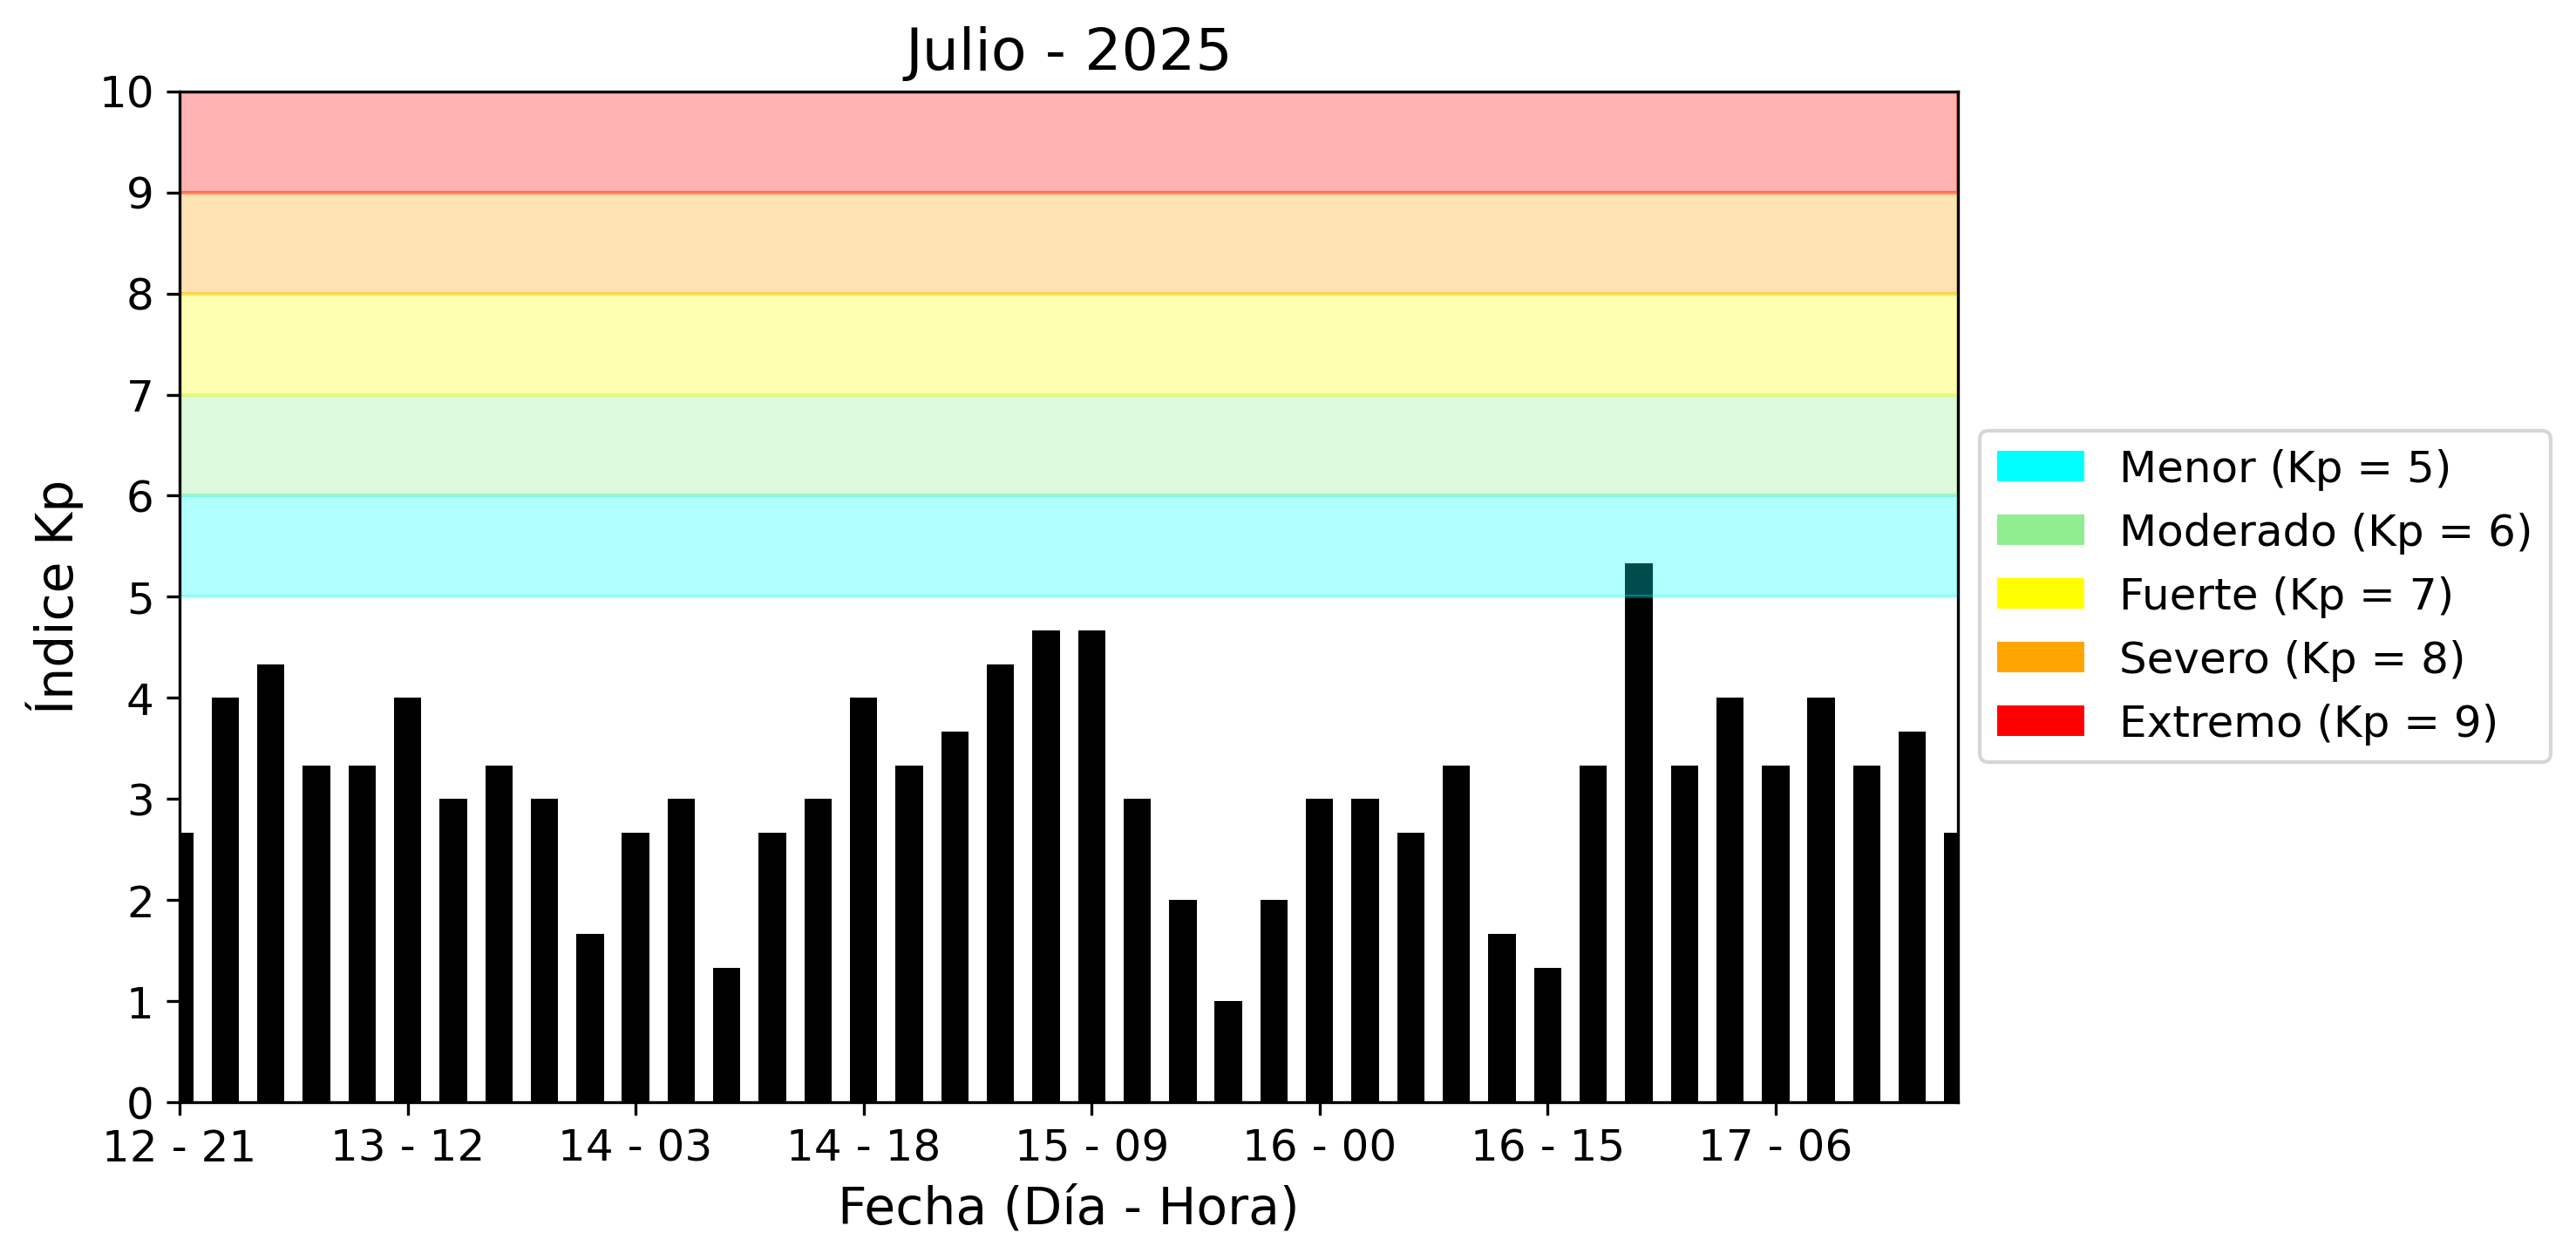 Julio - 2025
10
9
8
7
6
5
4
3
2
1
0
Índice Kp
12 - 21
13 - 12
14 - 03
14 - 18
15 - 09
16 - 00
16 - 15
17 - 06
Fecha (Día - Hora)
Menor (Kp = 5)
Moderado (Kp = 6)
Fuerte (Kp = 7)
Severo (Kp = 8)
Extremo (Kp = 9)